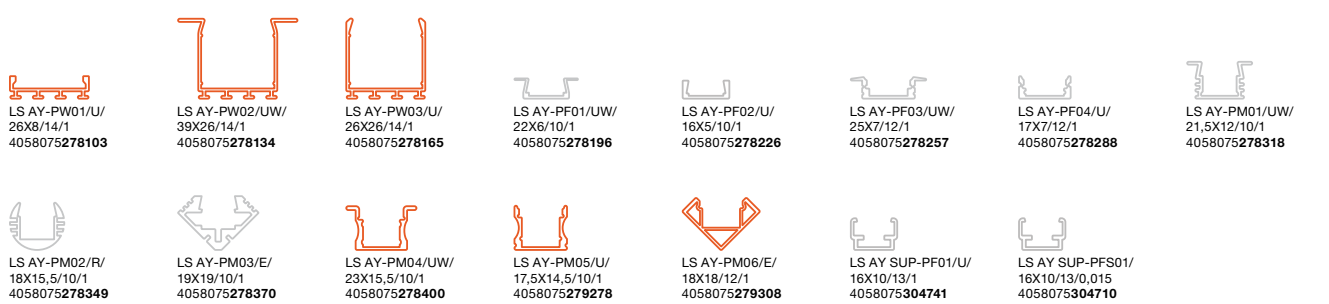 LS AY-PW01/U/
26X8/14/1
4058075278103
LS AY-PW02/UW/
39X26/14/1
4058075278134
LS AY-PW03/U/
26X26/14/1
4058075278165
LS AY-PF01/UW/
22X6/10/1
4058075278196
LS AY-PF02/U/
16X5/10/1
4058075278226
LS AY-PF03/UW/
25X7/12/1
4058075278257
LS AY-PF04/U/
17X7/12/1
4058075278288
LS AY-PM01/UW/
21,5X12/10/1
4058075278318
LS AY-PM02/R/
18X15,5/10/1
4058075278349
LS AY-PM03/E/
19X19/10/1
4058075278370
LS AY-PM04/UW/
23X15,5/10/1
4058075278400
LS AY-PM05/U/
17,5X14,5/10/1
4058075279278
LS AY-PM06/E/
18X18/12/1
4058075279308
LS AY SUP-PF01/U/
16X10/13/1
4058075304741
LS AY SUP-PFS01/
16X10/13/0,015
4058075304710